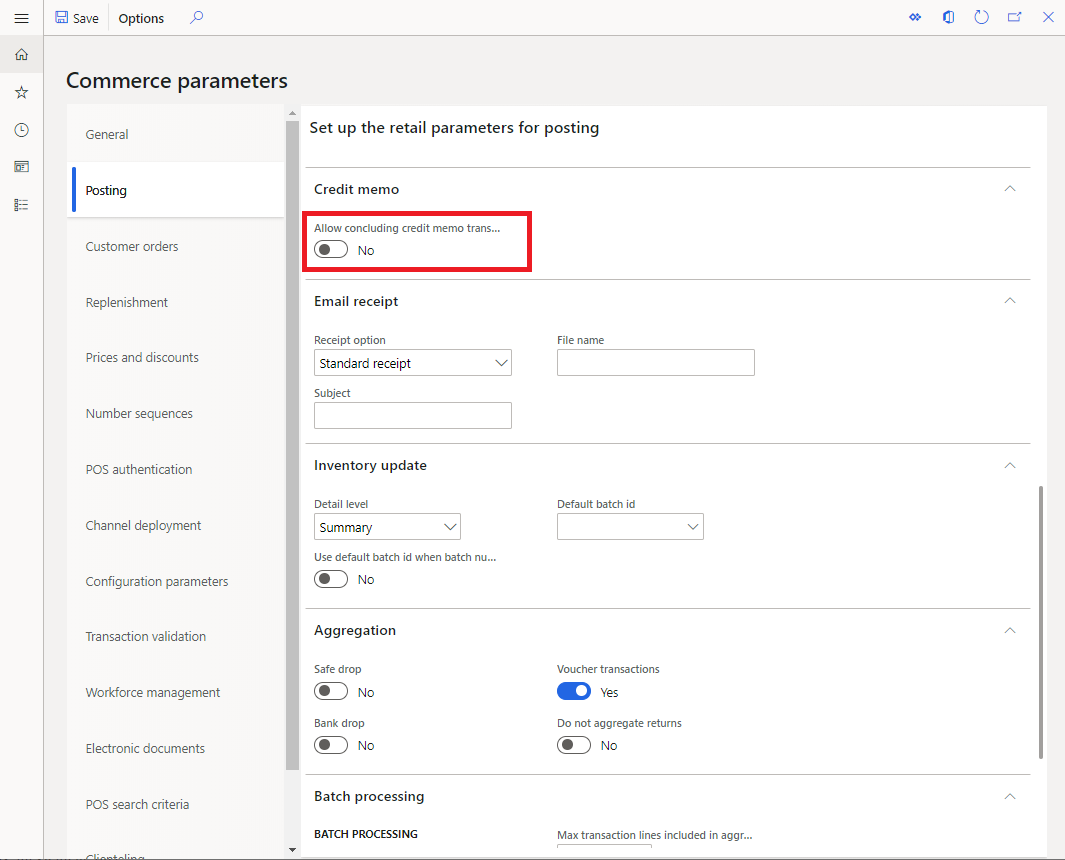 Save
Options
Commerce parameters
General
Posting
Customer orders
Replenishment
Prices and discounts
Number sequences
POS authentication
Channel deployment
Configuration parameters
Transaction validation
Workforce management
Electronic documents
POS search criteria
Clienteling
Set up the retail parameters for posting
Credit memo
Allow concluding credit memo trans...
No
Email receipt
Receipt option
File name
Standard receipt
Subject
Inventory update
Detail level
Default batch id
Summary
Use default batch id when batch nu...
No
Aggregation
Safe drop
Voucher transactions
No
Yes
Bank drop
Do not aggregate returns
No
No
Batch processing
BATCH PROCESSING
Max transaction lines included in aggr...